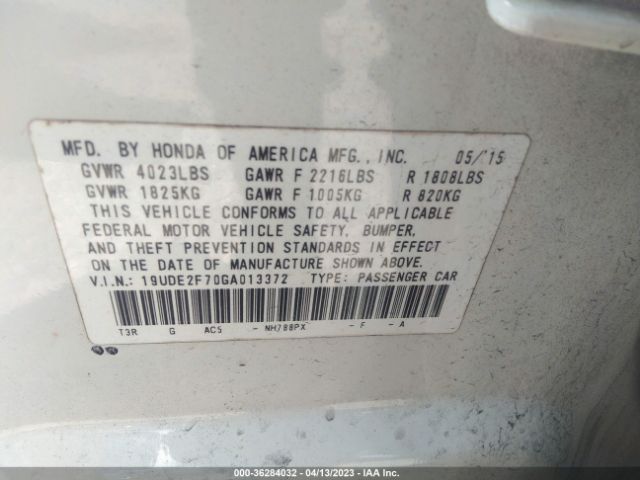 MFD. BY HONDA OF AMERICA MFG., INC. 05/'15
GVWR 4023LBS GAWR F 2216LBS R 1808LBS
GVWR 1825KG GAWR F 1005KG R 820KG
THIS VEHICLE CONFORMS TO ALL APPLICABLE
FEDERAL MOTOR VEHICLE SAFETY, BUMPER,
AND THEFT PREVENTION STANDARDS IN EFFECT
ON THE DATE OF MANUFACTURE SHOWN ABOVE.
V.I.N.: 19UDE2F70GA013372 TYPE: PASSENGER CAR
T3R G AC5 - NH788PX - F - A
000-36284032 - 04/13/2023 - IAA Inc.